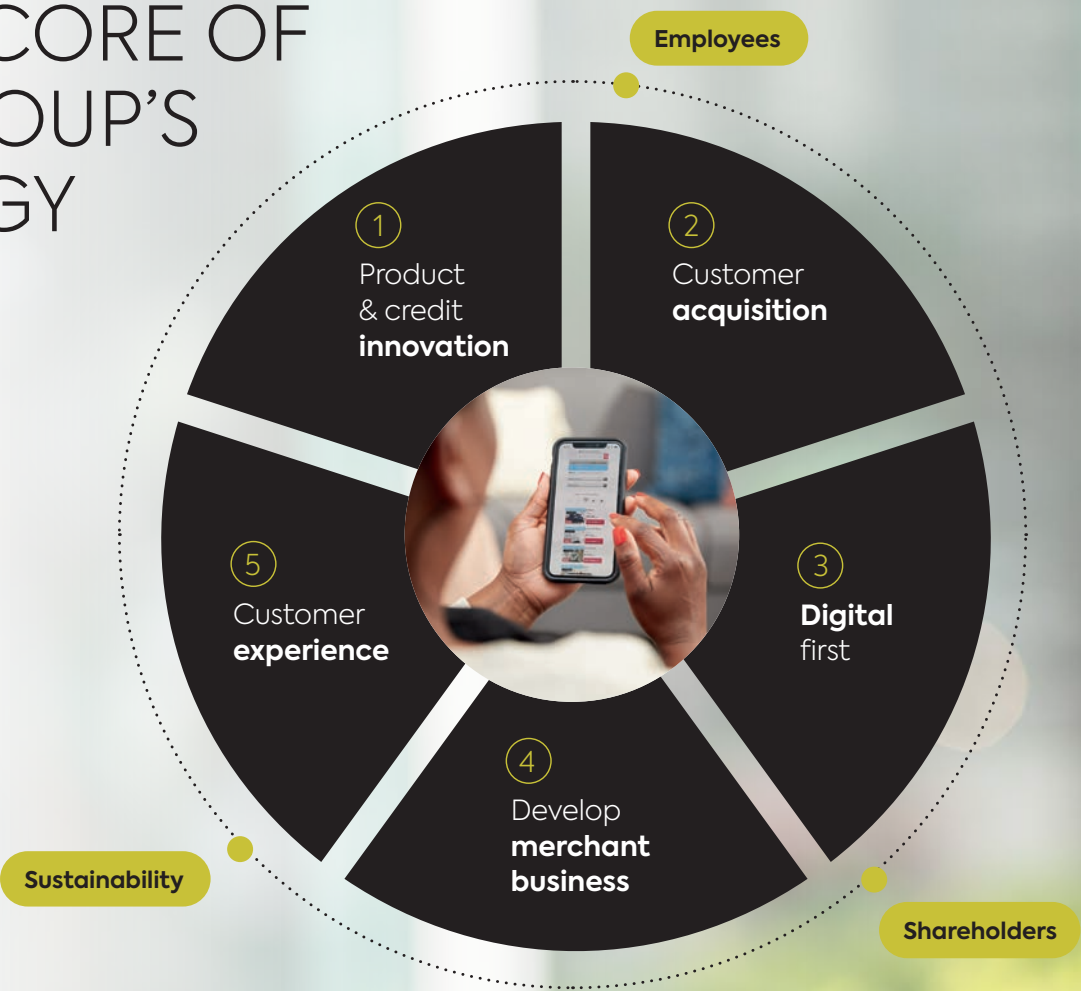 CORE OF
OUP'S
GY
Employees
1
Product
& credit
innovation
2
Customer
acquisition
3
Digital
first
4
Develop
merchant
business
5
Customer
experience
Sustainability
Shareholders